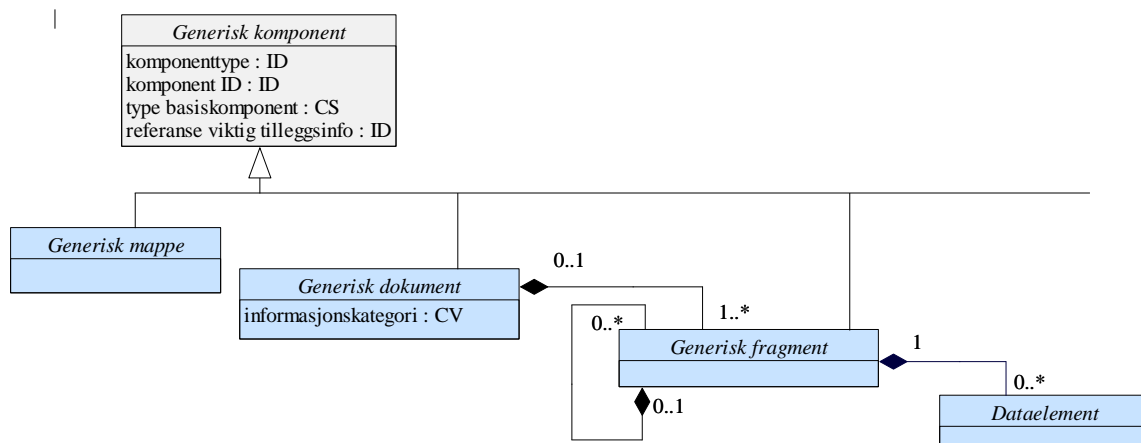 Generisk komponent
komponenttype : ID
komponent ID : ID
type basiskomponent : CS
referanse viktig tilleggsinfo : ID
Generisk mappe
Generisk dokument
informasjonskategori : CV
0..1
1..*
0..*
Generisk fragment
0..1
1
0..*
Dataelement